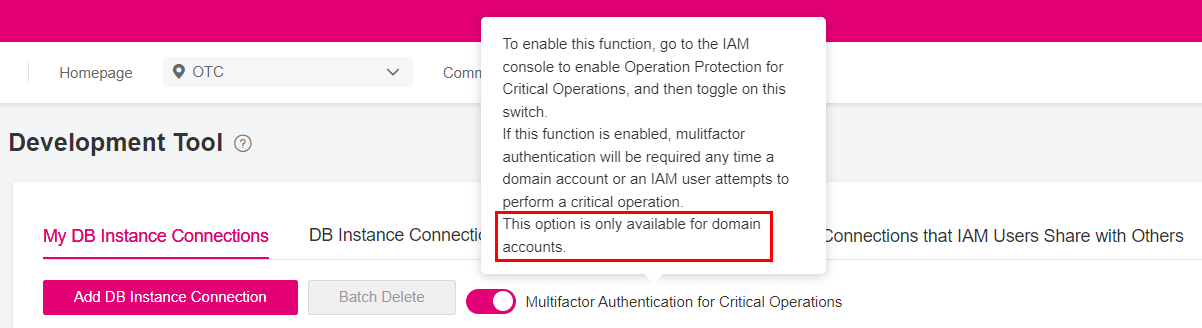 To enable this function, go to the IAM
console to enable Operation Protection for
Critical Operations, and then toggle on this
switch.
If this function is enabled, mulitfactor
authentication will be required any time a
domain account or an IAM user attempts to
perform a critical operation.
This option is only available for domain
accounts.
Homepage OTC Comm
Development Tool ?
My DB Instance Connections DB Instance Connectio Connections that IAM Users Share with Others
Add DB Instance Connection Batch Delete Multifactor Authentication for Critical Operations